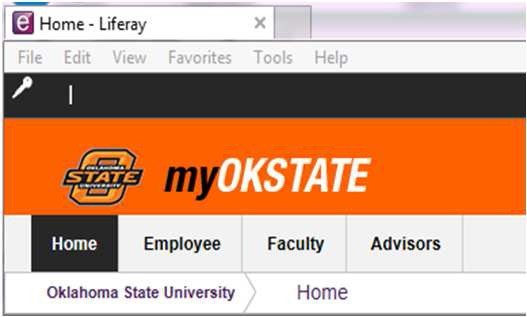 Home - Liferay
File Edit View Favorites Tools Help
OKLAHOMA
STATE
UNIVERSITY
myOKSTATE
Home Employee Faculty Advisors
Oklahoma State University Home